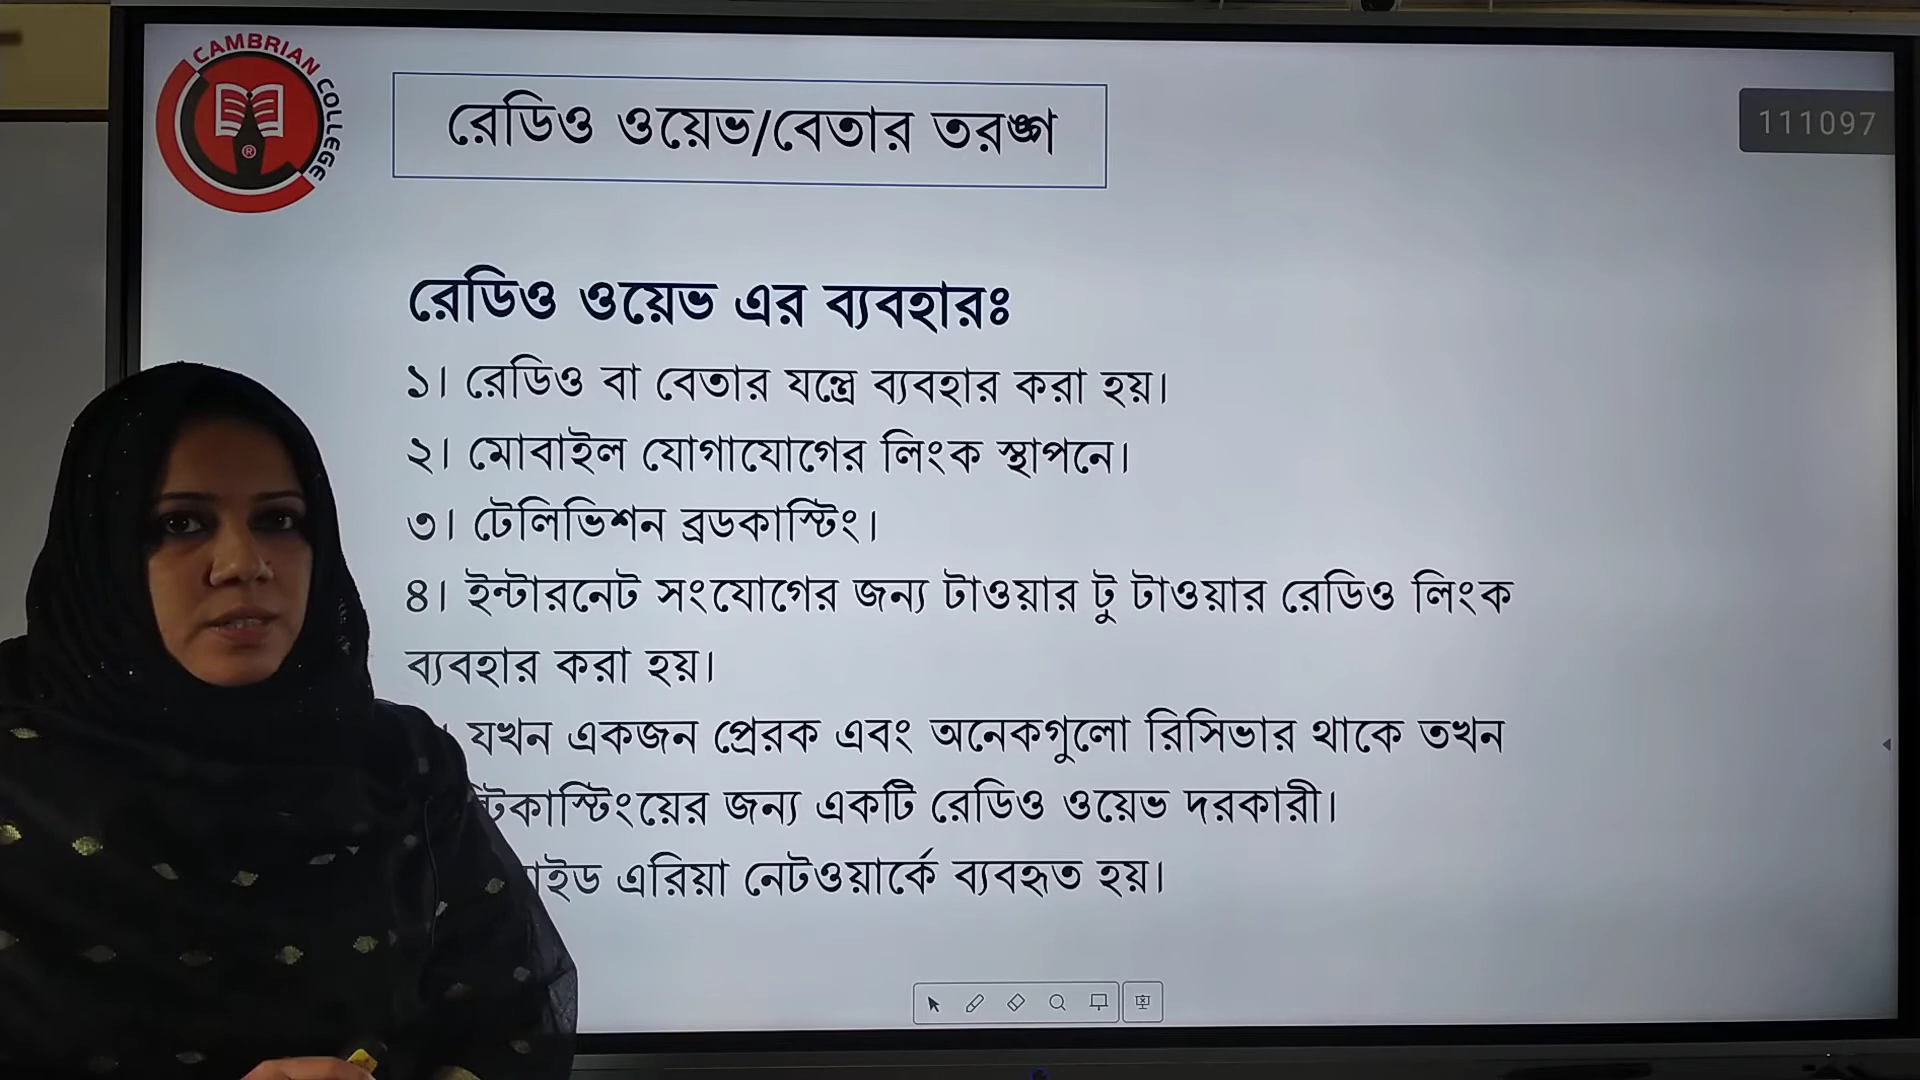 CAMBRIAN COLLEGE
®
রেডিও ওয়েভ/বেতার তরঙ্গ
111097
রেডিও ওয়েভ এর ব্যবহারঃ
১। রেডিও বা বেতার যন্ত্রে ব্যবহার করা হয়।
২। মোবাইল যোগাযোগের লিংক স্থাপনে।
৩। টেলিভিশন ব্রডকাস্টিং।
৪। ইন্টারনেট সংযোগের জন্য টাওয়ার টু টাওয়ার রেডিও লিংক
ব্যবহার করা হয়।
যখন একজন প্রেরক এবং অনেকগুলো রিসিভার থাকে তখন
জন্য একটি রেডিও ওয়েভ দরকারী।
এরিয়া নেটওয়ার্কে ব্যবহৃত হয়।